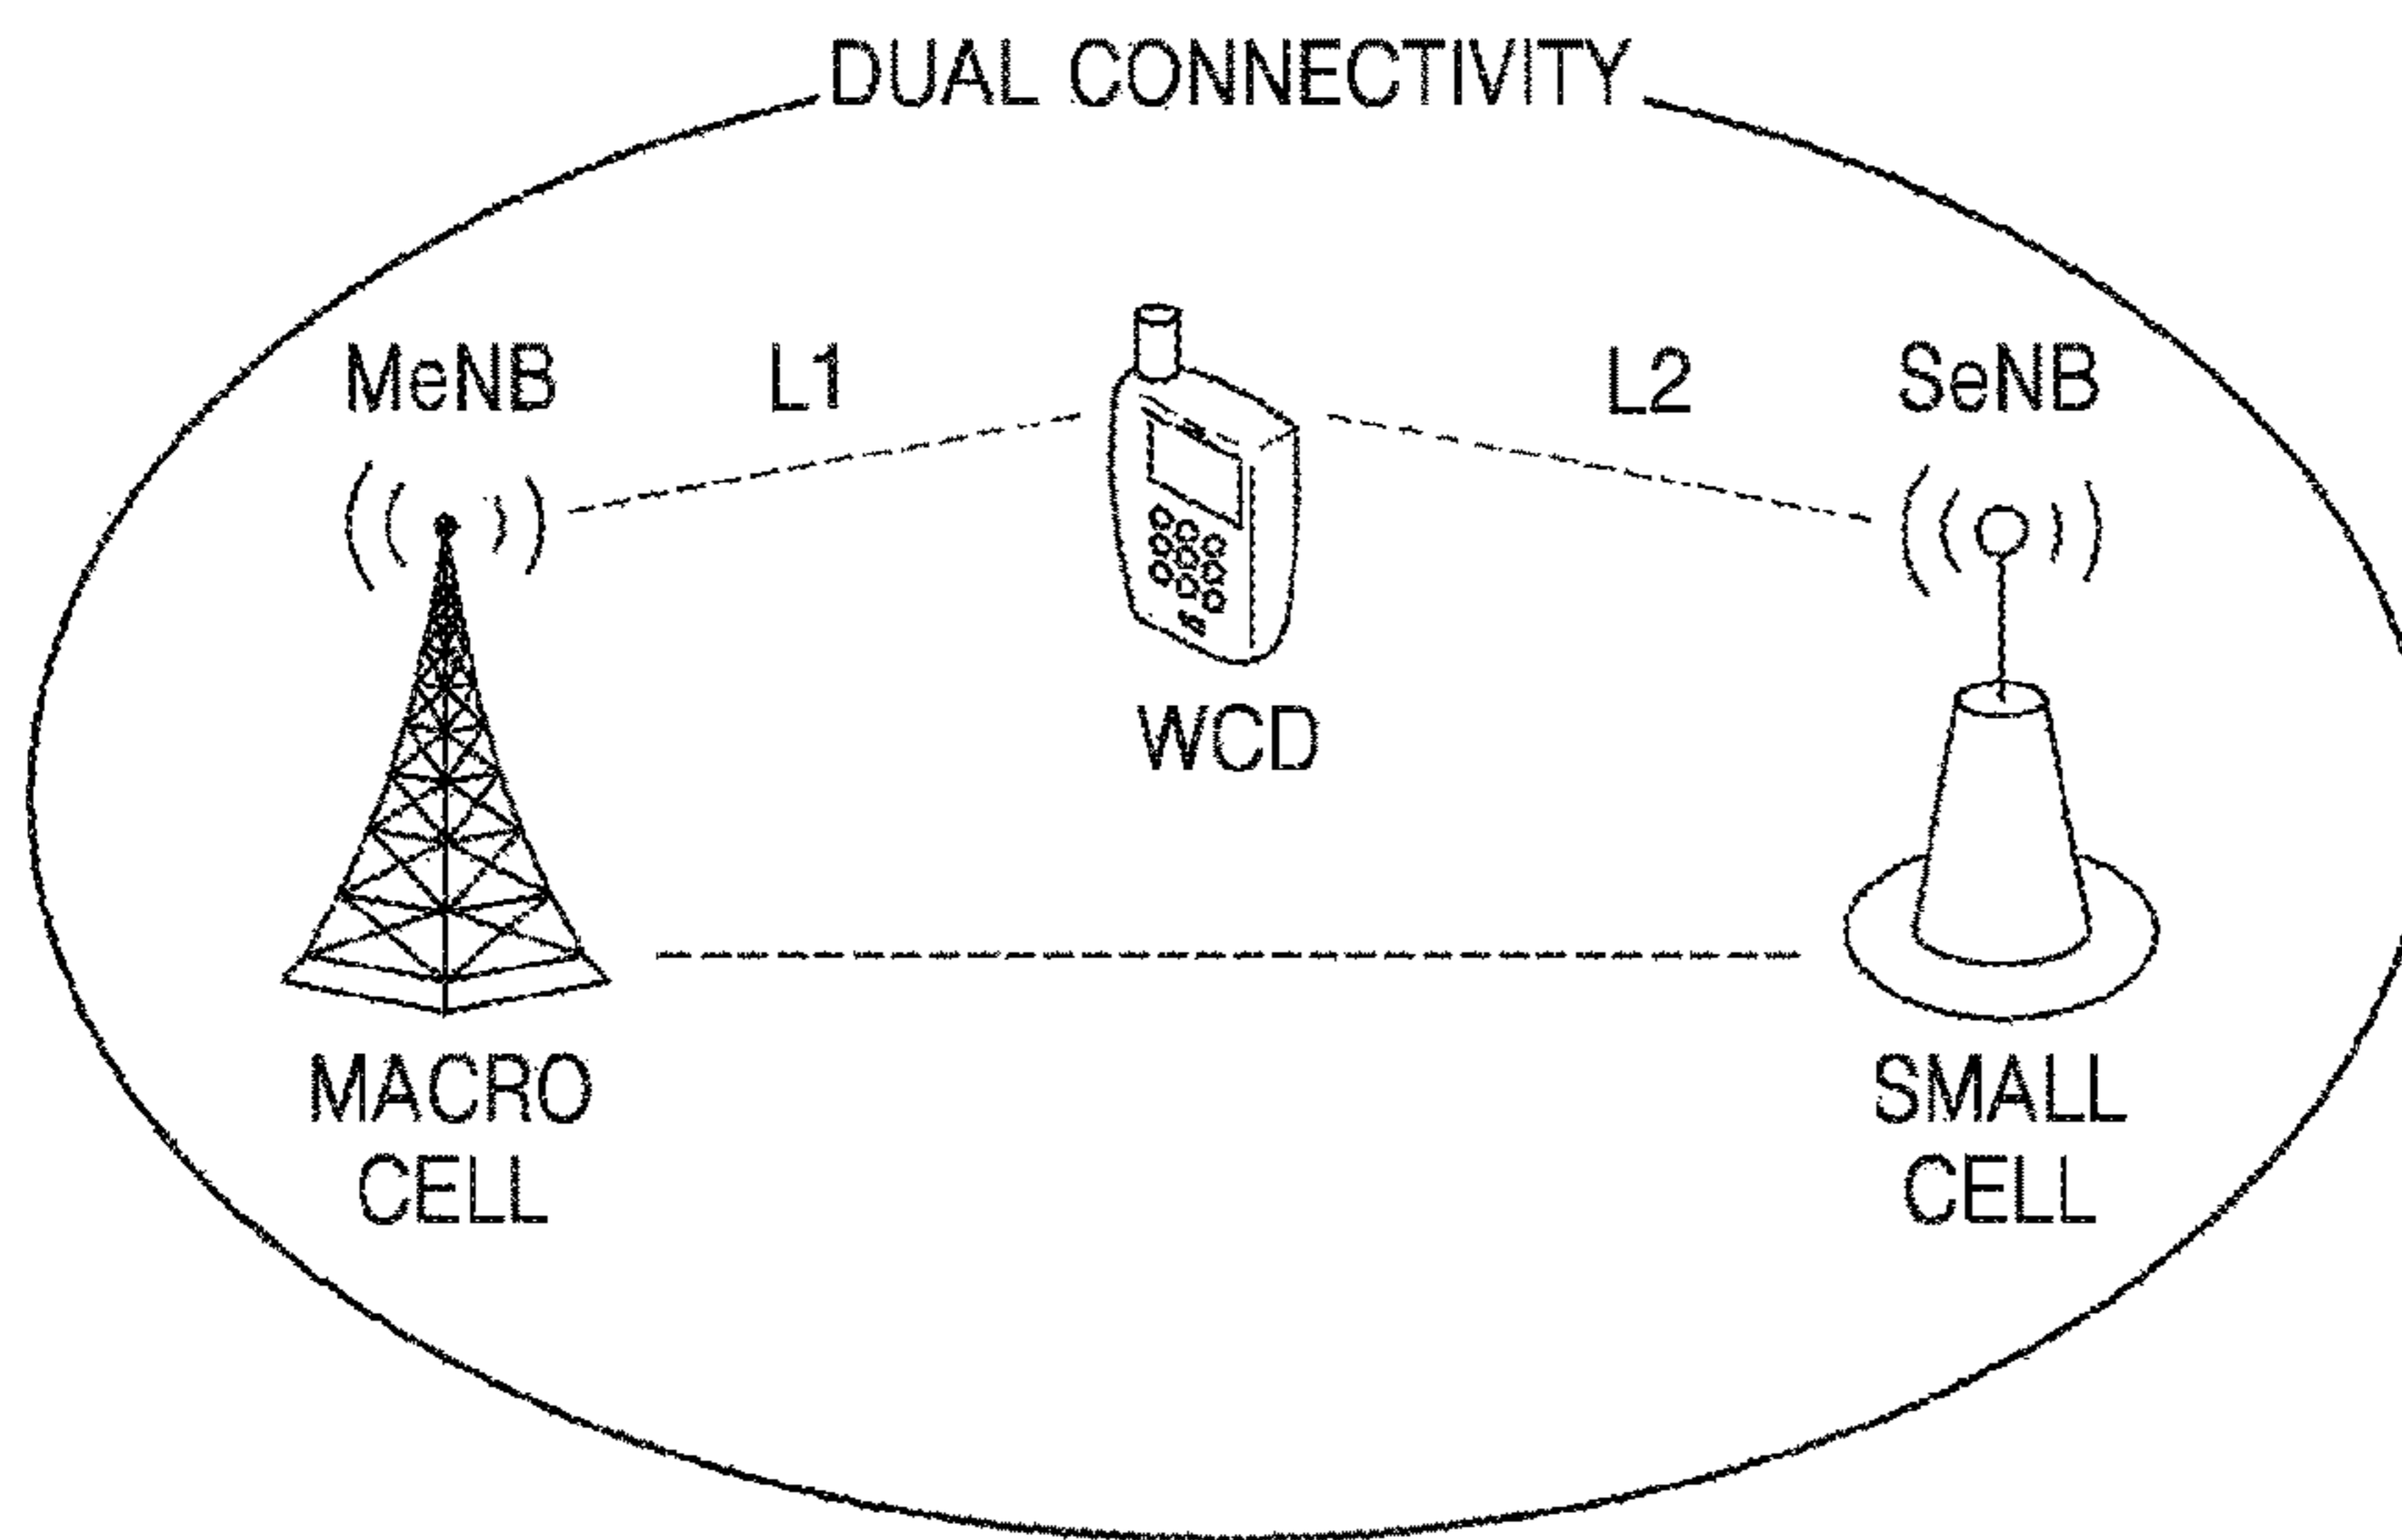 DUAL CONNECTIVITY
MeNB
L1
L2
SeNB
WCD
MACRO
CELL
SMALL
CELL